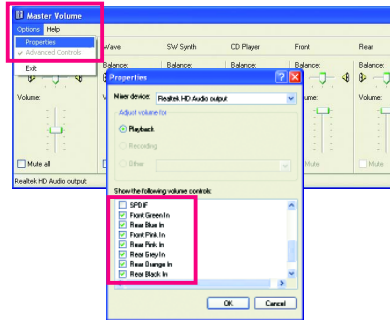 Master Volume
Options Help
Properties
Advanced Controls
Exit
Wave
SW Synth
CD Player
Front
Rear
Balance:
Balance:
Balance:
Balance:
Balance:
Volume:
Mute all
Mute
Mute
Realtek HD Audio output
Properties
Mixer device: Realtek HD Audio output
Adjust volume for
Playback
Recording
Other
Show the following volume controls:
SPDIF
Front Green In
Rear Blue In
Front Pink In
Rear Pink In
Rear Grey In
Rear Orange In
Rear Black In
OK
Cancel